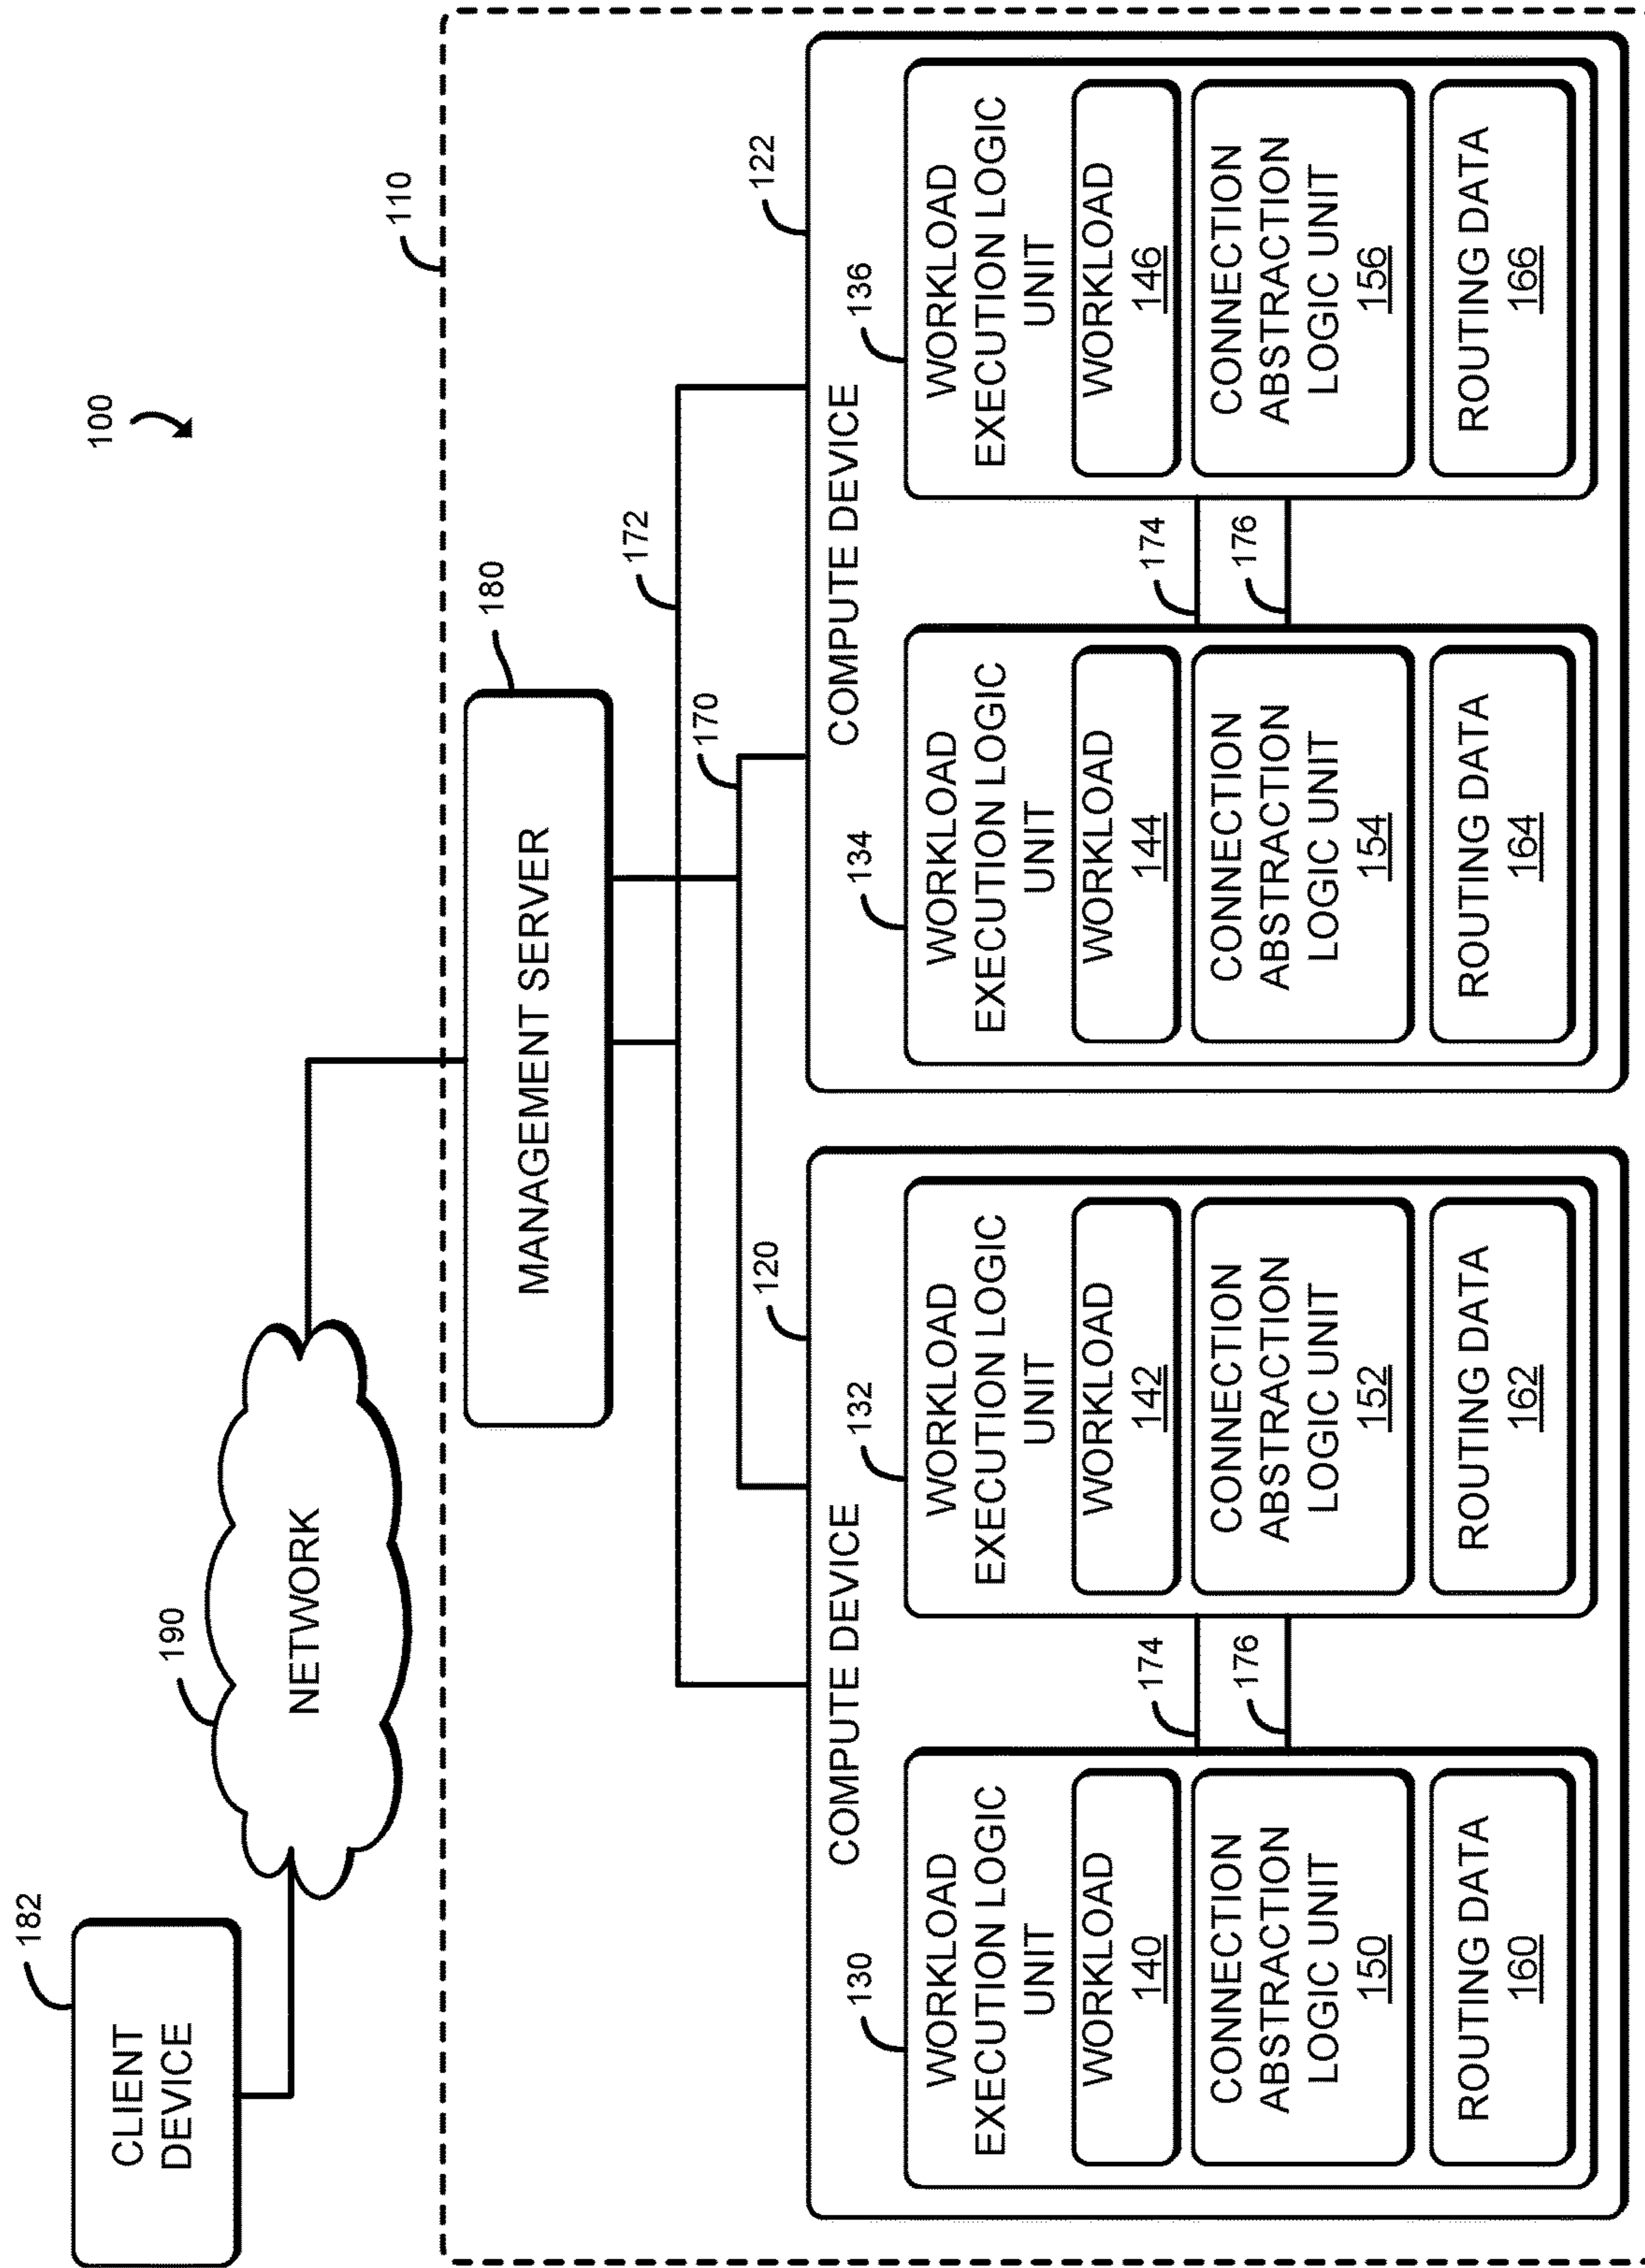 100
182
CLIENT
DEVICE
190
NETWORK
110
180
MANAGEMENT SERVER
172
170
120
COMPUTE DEVICE
130
WORKLOAD
EXECUTION LOGIC
UNIT
WORKLOAD
140
CONNECTION
ABSTRACTION
LOGIC UNIT
150
ROUTING DATA
160
174
176
132
WORKLOAD
EXECUTION LOGIC
UNIT
WORKLOAD
142
CONNECTION
ABSTRACTION
LOGIC UNIT
152
ROUTING DATA
162
122
COMPUTE DEVICE
134
WORKLOAD
EXECUTION LOGIC
UNIT
WORKLOAD
144
CONNECTION
ABSTRACTION
LOGIC UNIT
154
ROUTING DATA
164
174
176
136
WORKLOAD
EXECUTION LOGIC
UNIT
WORKLOAD
146
CONNECTION
ABSTRACTION
LOGIC UNIT
156
ROUTING DATA
166